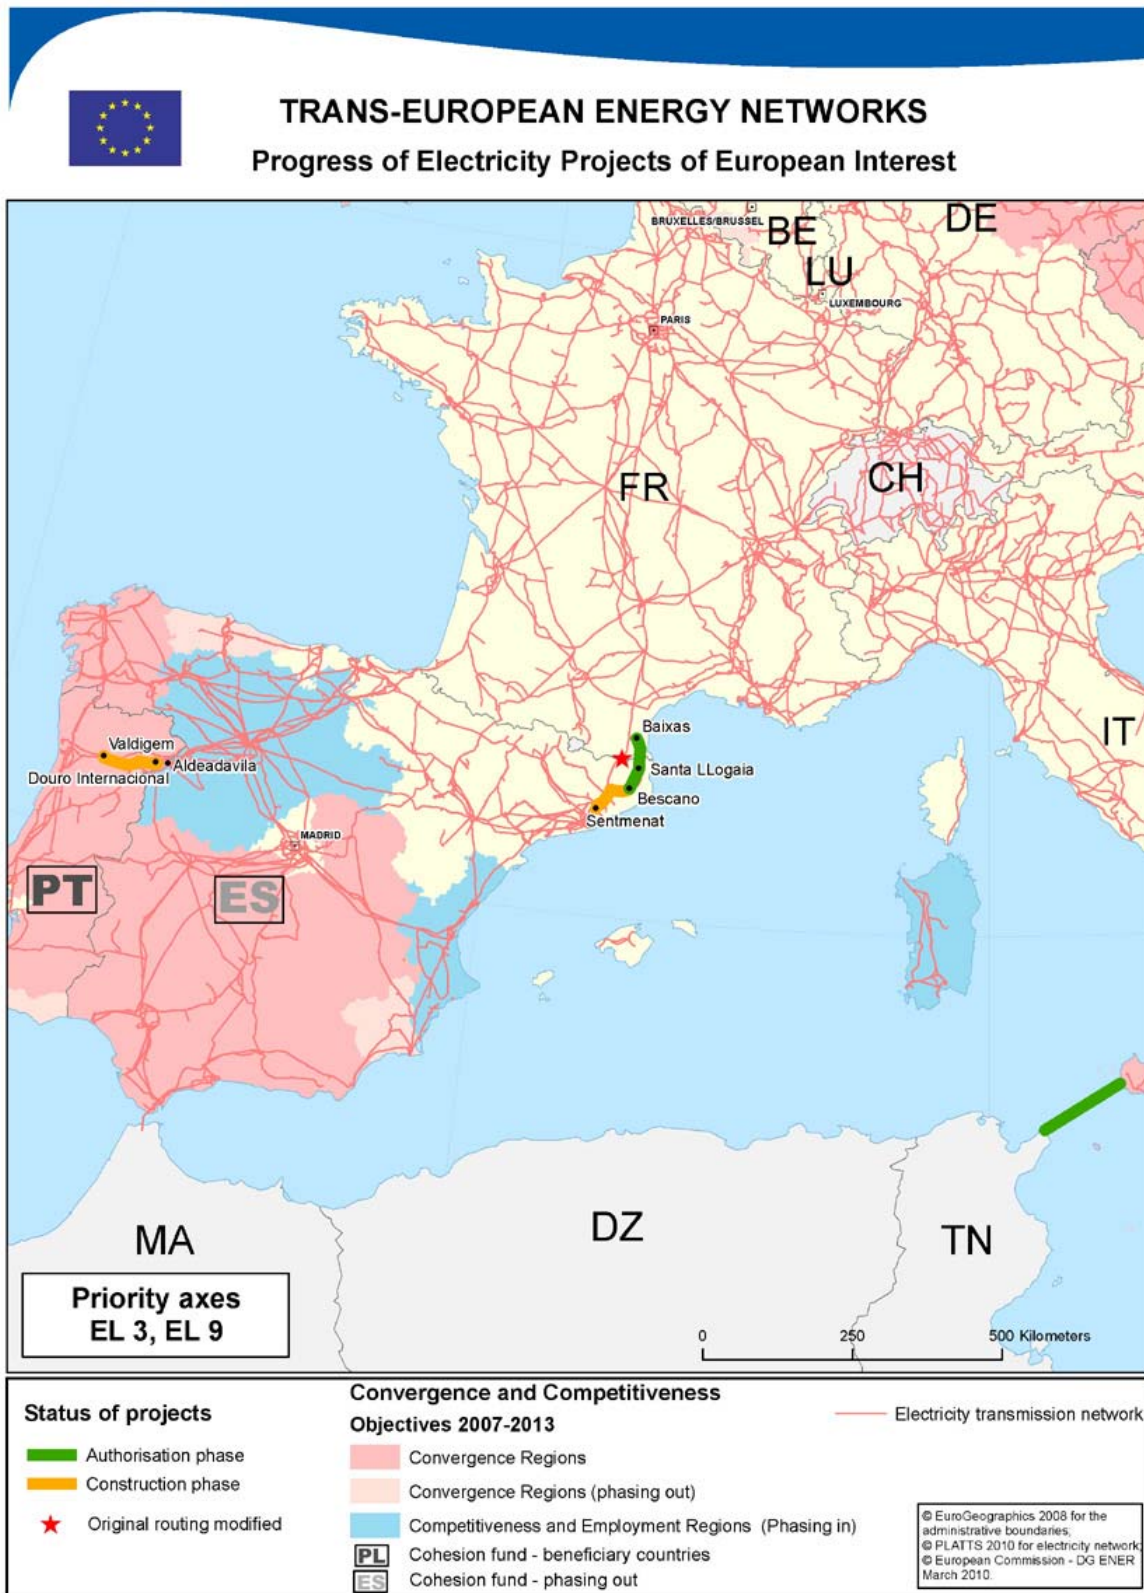 TRANS-EUROPEAN ENERGY NETWORKS
Progress of Electricity Projects of European Interest
BRUXELLES/BRUSSEL
BE
DE
LU
LUXEMBOURG
PARIS
FR
CH
IT
Baixas
Valdigem
Aldeadavila
Douro Internacional
Santa LLogaia
Bescano
Sentmenat
MADRID
PT
ES
MA
DZ
TN
Priority axes
EL 3, EL 9
0 250 500 Kilometers
Status of projects
Authorisation phase
Construction phase
Original routing modified
Convergence and Competitiveness
Objectives 2007-2013
Convergence Regions
Convergence Regions (phasing out)
Competitiveness and Employment Regions (Phasing in)
PL Cohesion fund - beneficiary countries
ES Cohesion fund - phasing out
Electricity transmission network
© EuroGeographics 2008 for the
administrative boundaries;
© PLATTS 2010 for electricity network;
© European Commission - DG ENER
March 2010.